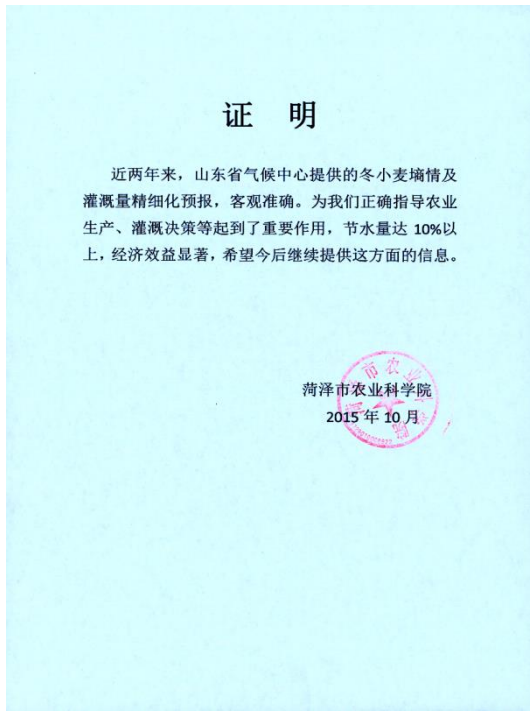 证 明
近两年来，山东省气候中心提供的冬小麦墒情及
灌溉量精细化预报，客观准确。为我们正确指导农业
生产、灌溉决策等起到了重要作用，节水量达 10%以
上，经济效益显著，希望今后继续提供这方面的信息。
菏泽市农业科学院
2015 年 10 月